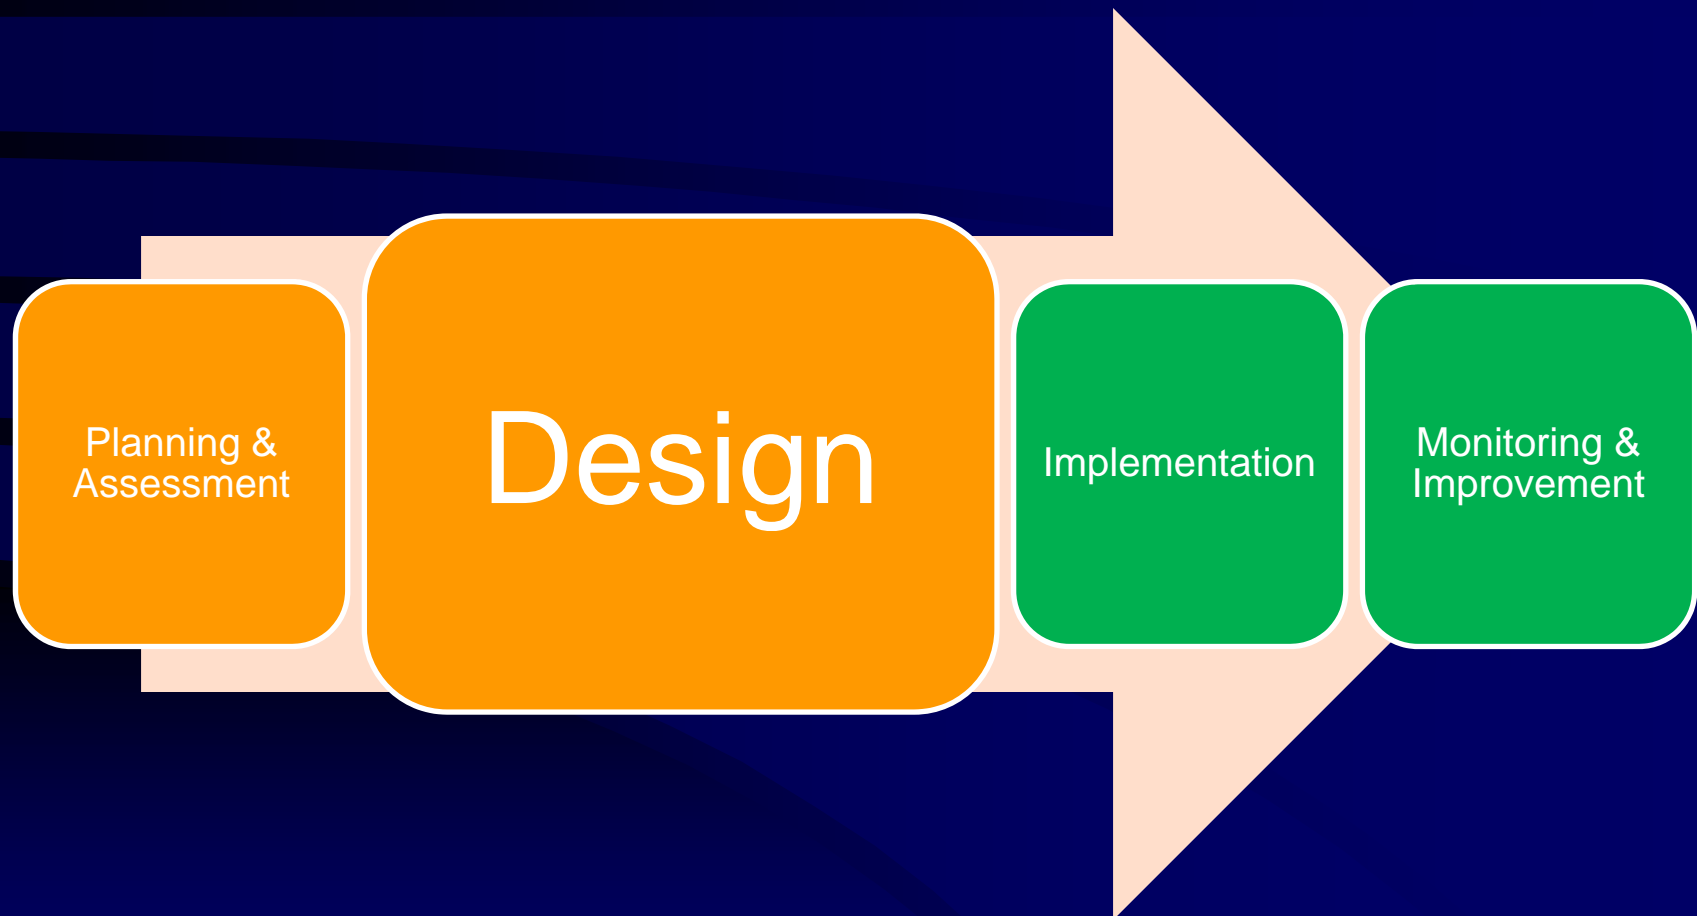 Planning &
Assessment
Design
Implementation
Monitoring &
Improvement